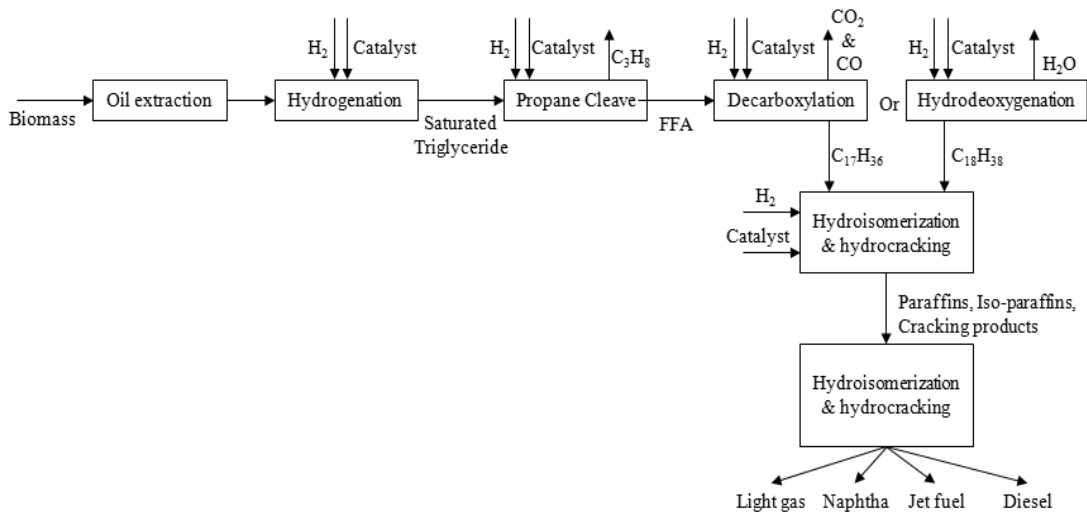 H₂
Catalyst
H₂
Catalyst
C₃H₈
H₂
Catalyst
CO₂
&
CO
H₂
Catalyst
H₂O
Biomass
Oil extraction
Hydrogenation
Saturated
Triglyceride
Propane Cleave
FFA
Decarboxylation
Or
Hydrodeoxygenation
C₁₇H₃₆
C₁₈H₃₈
H₂
Catalyst
Hydroisomerization
& hydrocracking
Paraffins, Iso-paraffins,
Cracking products
Hydroisomerization
& hydrocracking
Light gas
Naphtha
Jet fuel
Diesel